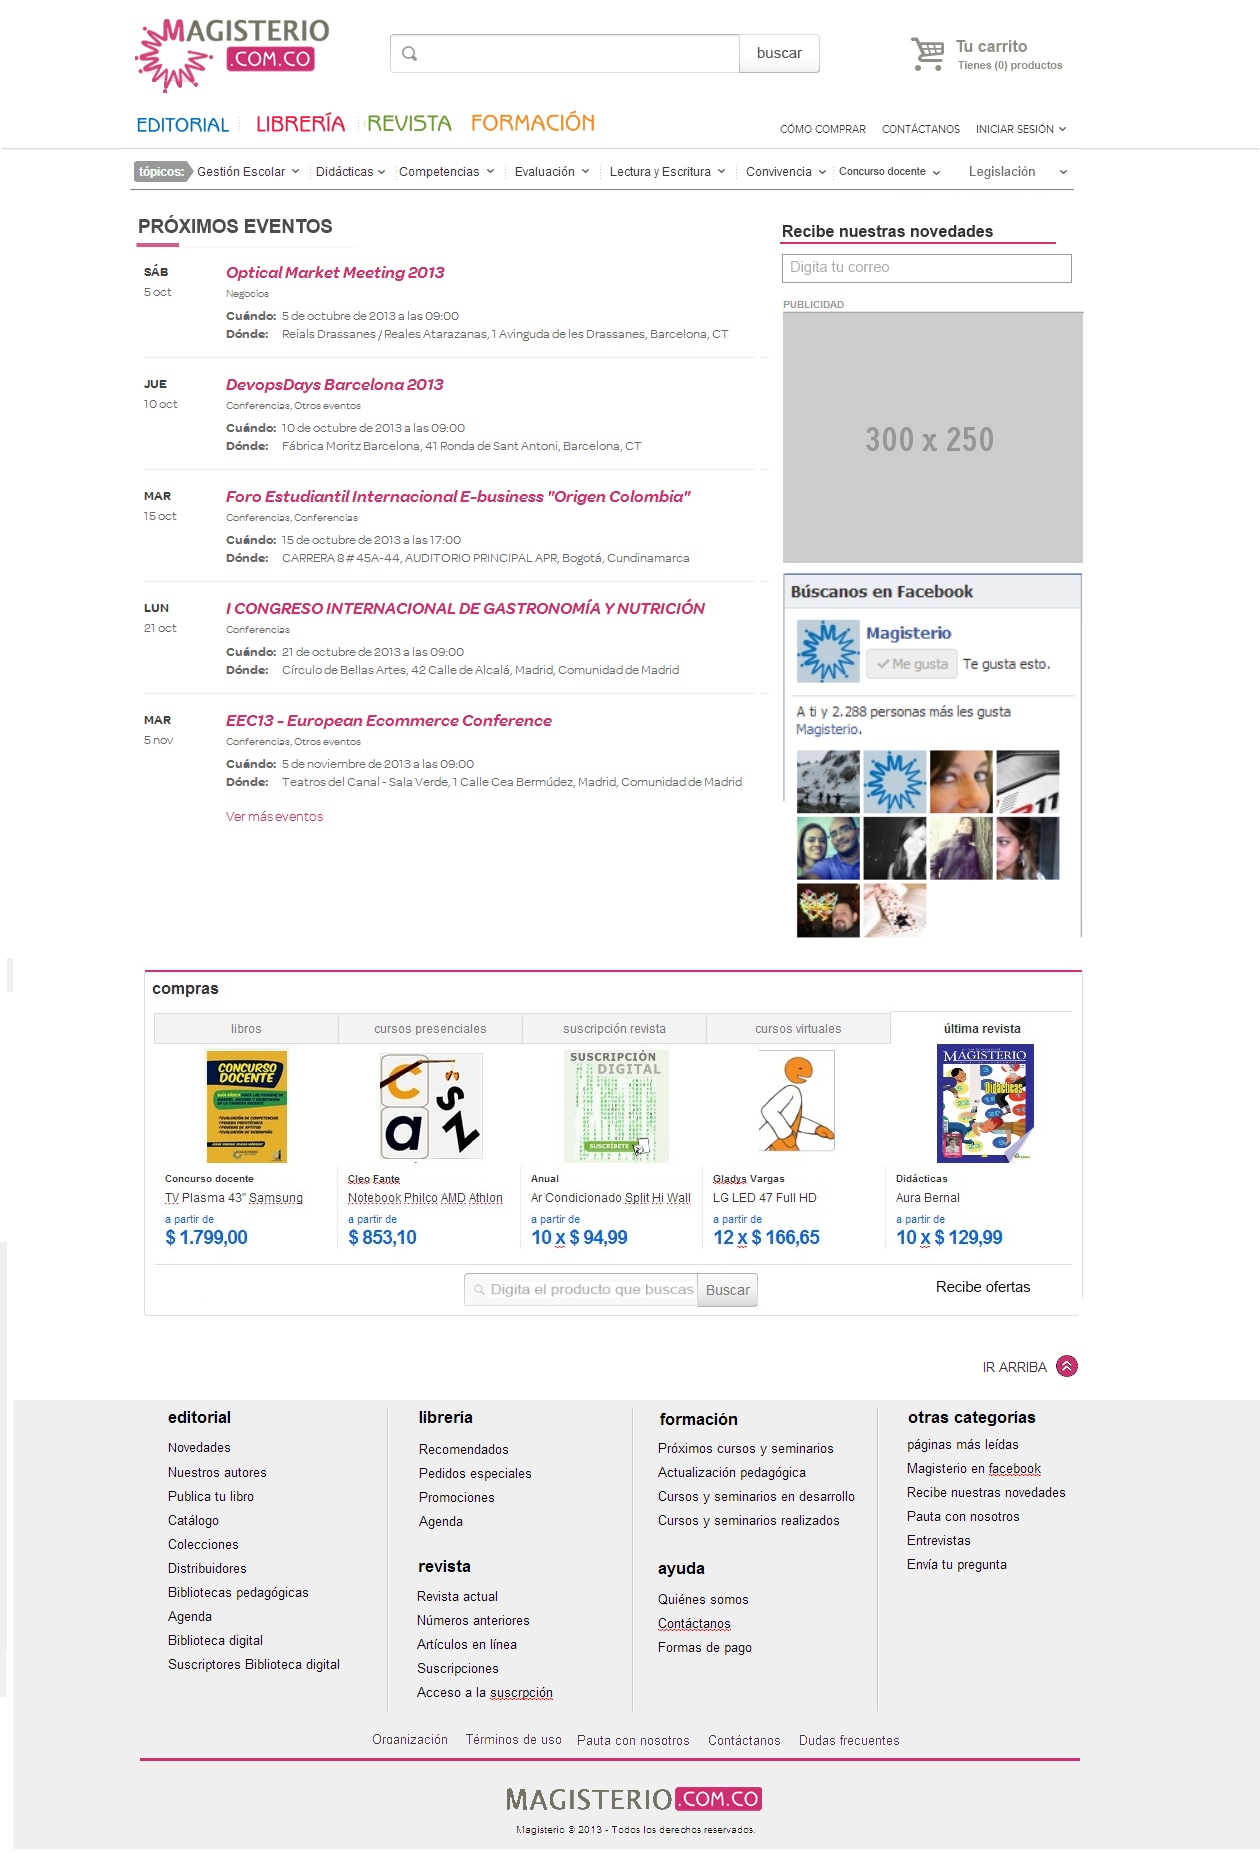 MAGISTERIO
.COM.CO
buscar
Tu carrito
Tienes (0) productos
EDITORIAL LIBRERÍA REVISTA FORMACIÓN
CÓMO COMPRAR CONTÁCTANOS INICIAR SESIÓN
tópicos: Gestión Escolar Didácticas Competencias Evaluación Lectura y Escritura Convivencia Concurso docente Legislación
PRÓXIMOS EVENTOS
SÁB
5 oct
Optical Market Meeting 2013
Negocios
Cuándo: 5 de octubre de 2013 a las 09:00
Dónde: Reials Drassanes / Reales Atarazanas, 1 Avinguda de les Drassanes, Barcelona, CT
JUE
10 oct
DevopsDays Barcelona 2013
Conferencias, Otros eventos
Cuándo: 10 de octubre de 2013 a las 09:00
Dónde: Fábrica Moritz Barcelona, 41 Ronda de Sant Antoni, Barcelona, CT
MAR
15 oct
Foro Estudiantil Internacional E-business "Origen Colombia"
Conferencias, Conferencias
Cuándo: 15 de octubre de 2013 a las 17:00
Dónde: CARRERA 8 # 45A-44, AUDITORIO PRINCIPAL APR, Bogotá, Cundinamarca
LUN
21 oct
I CONGRESO INTERNACIONAL DE GASTRONOMÍA Y NUTRICIÓN
Conferencias
Cuándo: 21 de octubre de 2013 a las 09:00
Dónde: Círculo de Bellas Artes, 42 Calle de Alcalá, Madrid, Comunidad de Madrid
MAR
5 nov
EEC13 - European Ecommerce Conference
Conferencias, Otros eventos
Cuándo: 5 de noviembre de 2013 a las 09:00
Dónde: Teatros del Canal - Sala Verde, 1 Calle Cea Bermúdez, Madrid, Comunidad de Madrid
Ver más eventos
Recibe nuestras novedades
Digita tu correo
PUBLICIDAD
300 x 250
Búscanos en Facebook
Magisterio
Me gusta Te gusta esto.
A ti y 2.288 personas más les gusta
Magisterio.
compras
libros cursos presenciales suscripción revista cursos virtuales última revista
CONCURSO
DOCENTE
SUSCRIPCIÓN
DIGITAL
SUSCRÍBETE
MAGISTERIO
Didácticas
Concurso docente
TV Plasma 43" Samsung
a partir de
$ 1.799,00
Cleo Fante
Notebook Philco AMD Athlon
a partir de
$ 853,10
Anual
Ar Condicionado Split Hi Wall
a partir de
10 x $ 94,99
Gladys Vargas
LG LED 47 Full HD
a partir de
12 x $ 166,65
Didácticas
Aura Bernal
a partir de
10 x $ 129,99
Digita el producto que buscas Buscar
Recibe ofertas
IR ARRIBA
editorial
Novedades
Nuestros autores
Publica tu libro
Catálogo
Colecciones
Distribuidores
Bibliotecas pedagógicas
Agenda
Biblioteca digital
Suscriptores Biblioteca digital
librería
Recomendados
Pedidos especiales
Promociones
Agenda
revista
Revista actual
Números anteriores
Artículos en línea
Suscripciones
Acceso a la suscrpción
formación
Próximos cursos y seminarios
Actualización pedagógica
Cursos y seminarios en desarrollo
Cursos y seminarios realizados
ayuda
Quiénes somos
Contáctanos
Formas de pago
otras categorías
páginas más leídas
Magisterio en facebook
Recibe nuestras novedades
Pauta con nosotros
Entrevistas
Envía tu pregunta
Organización Términos de uso Pauta con nosotros Contáctanos Dudas frecuentes
MAGISTERIO.COM.CO
Magisterio © 2013 - Todos los derechos reservados.